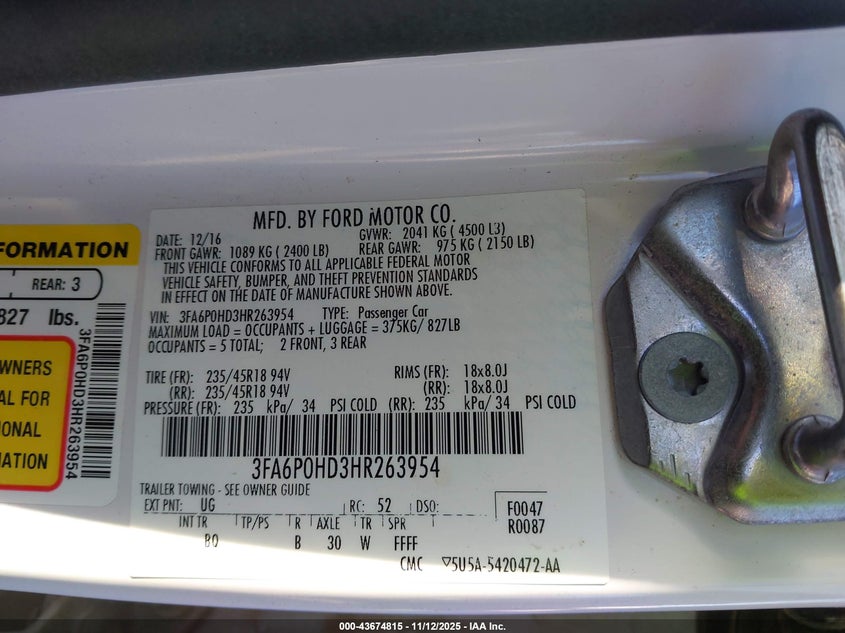 FORMATION
REAR: 3
827 lbs.
WNERS
AL FOR
IONAL
MATION
3FA6P0HD3HR263954
MFD. BY FORD MOTOR CO.
DATE: 12/16 GVWR: 2041 KG ( 4500 L3)
FRONT GAWR: 1089 KG ( 2400 LB) REAR GAWR: 975 KG ( 2150 LB)
THIS VEHICLE CONFORMS TO ALL APPLICABLE FEDERAL MOTOR
VEHICLE SAFETY, BUMPER, AND THEFT PREVENTION STANDARDS
IN EFFECT ON THE DATE OF MANUFACTURE SHOWN ABOVE.
VIN: 3FA6P0HD3HR263954 TYPE: Passenger Car
MAXIMUM LOAD = OCCUPANTS + LUGGAGE = 375KG/ 827LB
OCCUPANTS = 5 TOTAL; 2 FRONT, 3 REAR
TIRE (FR): 235/45R18 94V RIMS (FR): 18x8.0J
(RR): 235/45R18 94V (RR): 18x8.0J
PRESSURE (FR): 235 kPa/ 34 PSI COLD (RR): 235 kPa/ 34 PSI COLD
3FA6P0HD3HR263954
TRAILER TOWING - SEE OWNER GUIDE
EXT PNT: UG RC: 52 DSO: F0047
INT TR TP/PS R AXLE TR SPR R0087
BO B 30 W FFFF
CMC ▽5U5A-5420472-AA
000-43674815 - 11/12/2025 - IAA Inc.